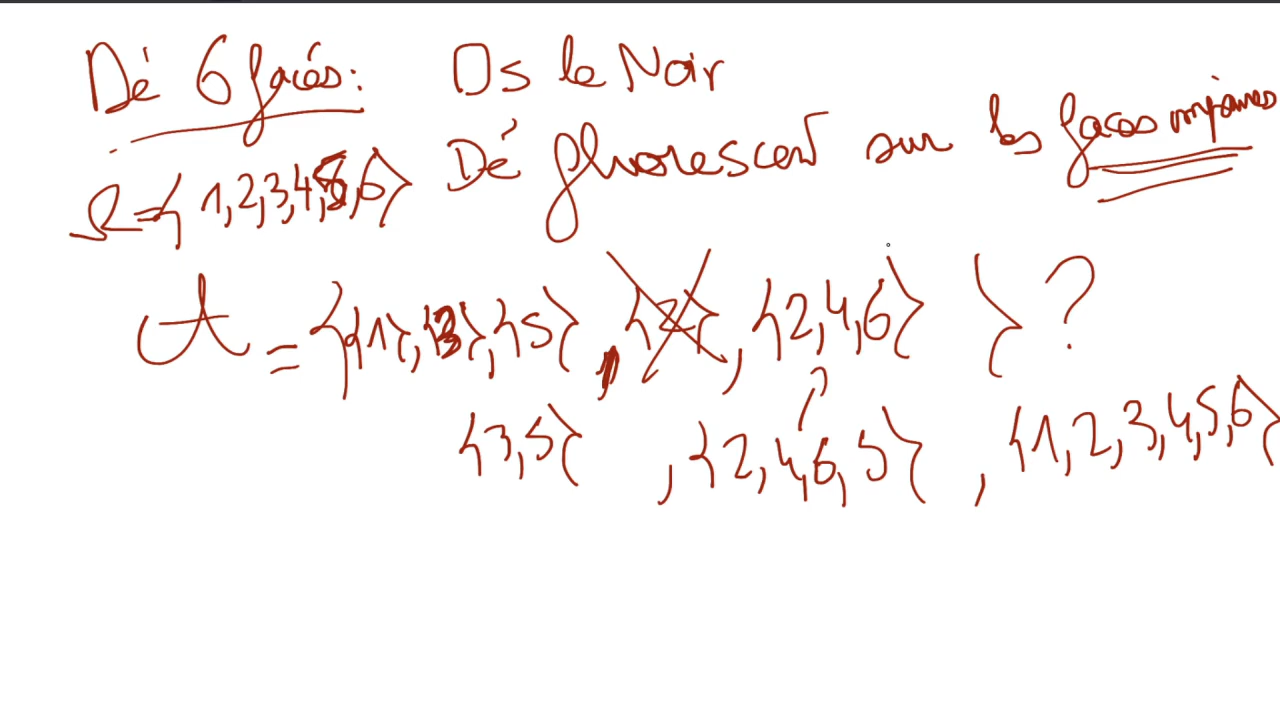 Dé 6 faces: Ds le Noir
Dé fluorescent sur les faces impaires
Ω={1,2,3,4,5,6}
A = {{1},{3},{5},{2},{2,4,6} }?
{3,5} ,{2,4,6,5} ,{1,2,3,4,5,6}